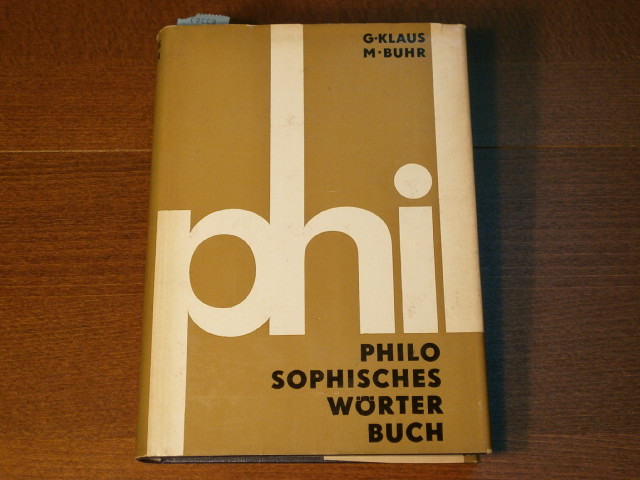 G·KLAUS
M·BUHR
phil
PHILO
SOPHISCHES
WÖRTER
BUCH